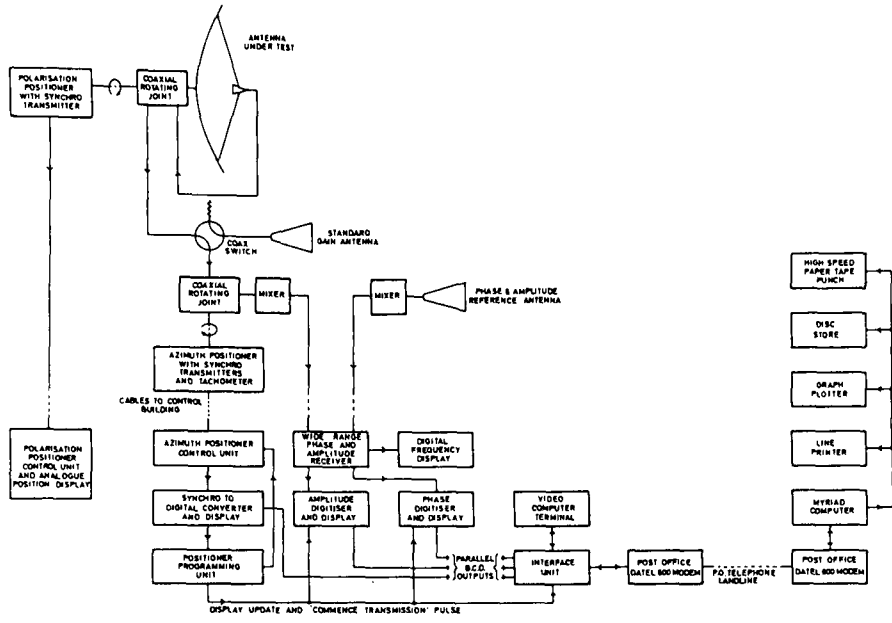 ANTENNA
UNDER TEST
POLARISATION
POSITIONER
WITH SYNCHRO
TRANSMITTER
COAXIAL
ROTATING
JOINT
COAX
SWITCH
STANDARD
GAIN ANTENNA
COAXIAL
ROTATING
JOINT
MIXER
MIXER
PHASE & AMPLITUDE
REFERENCE ANTENNA
HIGH SPEED
PAPER TAPE
PUNCH
DISC
STORE
AZIMUTH POSITIONER
WITH SYNCHRO
TRANSMITTERS
AND TACHOMETER
GRAPH
PLOTTER
CABLES TO CONTROL
BUILDING
POLARISATION
POSITIONER
CONTROL UNIT
AND ANALOGUE
POSITION DISPLAY
AZIMUTH POSITIONER
CONTROL UNIT
WIDE RANGE
PHASE AND
AMPLITUDE
RECEIVER
DIGITAL
FREQUENCY
DISPLAY
LINE
PRINTER
SYNCHRO TO
DIGITAL CONVERTER
AND DISPLAY
AMPLITUDE
DIGITISER
AND DISPLAY
PHASE
DIGITISER
AND DISPLAY
VIDEO
COMPUTER
TERMINAL
MYRIAD
COMPUTER
POSITIONER
PROGRAMMING
UNIT
PARALLEL
B.C.D.
OUTPUTS
INTERFACE
UNIT
POST OFFICE
DATEL 600 MODEM
P.O. TELEPHONE
LANDLINE
POST OFFICE
DATEL 600 MODEM
DISPLAY UPDATE AND 'COMMENCE TRANSMISSION' PULSE